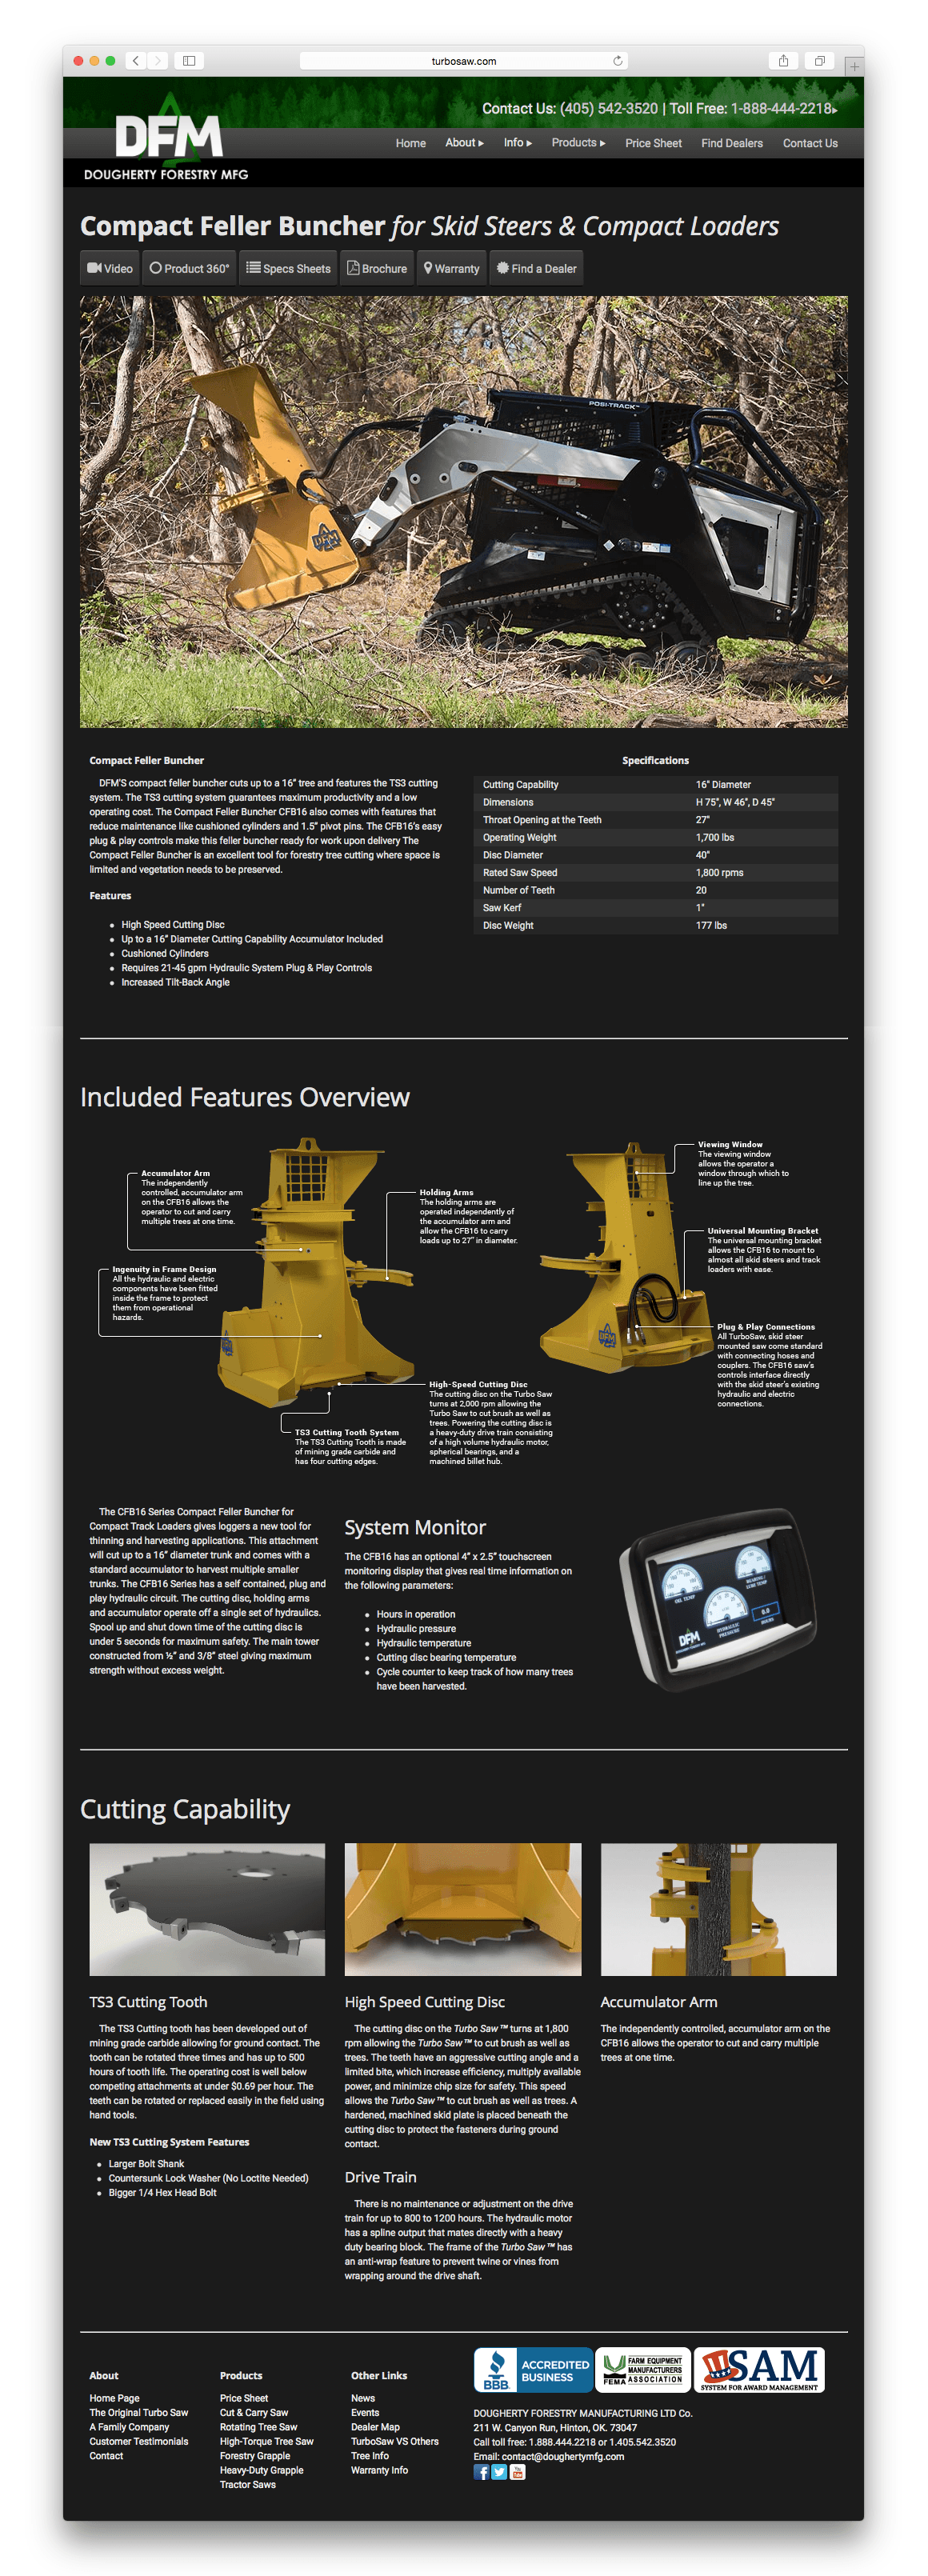 turbosaw.com
Contact Us: (405) 542-3520 | Toll Free: 1-888-444-2218▸
DFM
DOUGHERTY FORESTRY MFG
Home About ▸ Info ▸ Products ▸ Price Sheet Find Dealers Contact Us
Compact Feller Buncher for Skid Steers & Compact Loaders
Video Product 360° Specs Sheets Brochure Warranty Find a Dealer
POSI-TRACK™
Compact Feller Buncher
DFM'S compact feller buncher cuts up to a 16" tree and features the TS3 cutting
system. The TS3 cutting system guarantees maximum productivity and a low
operating cost. The Compact Feller Buncher CFB16 also comes with features that
reduce maintenance like cushioned cylinders and 1.5" pivot pins. The CFB16's easy
plug & play controls make this feller buncher ready for work upon delivery The
Compact Feller Buncher is an excellent tool for forestry tree cutting where space is
limited and vegetation needs to be preserved.
Features
• High Speed Cutting Disc
• Up to a 16" Diameter Cutting Capability Accumulator Included
• Cushioned Cylinders
• Requires 21-45 gpm Hydraulic System Plug & Play Controls
• Increased Tilt-Back Angle
Specifications
Cutting Capability 16" Diameter
Dimensions H 75", W 46", D 45"
Throat Opening at the Teeth 27"
Operating Weight 1,700 lbs
Disc Diameter 40"
Rated Saw Speed 1,800 rpms
Number of Teeth 20
Saw Kerf 1"
Disc Weight 177 lbs
Included Features Overview
Accumulator Arm
The independently
controlled, accumulator arm
on the CFB16 allows the
operator to cut and carry
multiple trees at one time.
Ingenuity in Frame Design
All the hydraulic and electric
components have been fitted
inside the frame to protect
them from operational
hazards.
Holding Arms
The holding arms are
operated independently of
the accumulator arm and
allow the CFB16 to carry
loads up to 27" in diameter.
High-Speed Cutting Disc
The cutting disc on the Turbo Saw
turns at 2,000 rpm allowing the
Turbo Saw to cut brush as well as
trees. Powering the cutting disc is
a heavy-duty drive train consisting
of a high volume hydraulic motor,
spherical bearings, and a
machined billet hub.
TS3 Cutting Tooth System
The TS3 Cutting Tooth is made
of mining grade carbide and
has four cutting edges.
Viewing Window
The viewing window
allows the operator a
window through which to
line up the tree.
Universal Mounting Bracket
The universal mounting bracket
allows the CFB16 to mount to
almost all skid steers and track
loaders with ease.
Plug & Play Connections
All TurboSaw, skid steer
mounted saw come standard
with connecting hoses and
couplers. The CFB16 saw's
controls interface directly
with the skid steer's existing
hydraulic and electric
connections.
The CFB16 Series Compact Feller Buncher for
Compact Track Loaders gives loggers a new tool for
thinning and harvesting applications. This attachment
will cut up to a 16" diameter trunk and comes with a
standard accumulator to harvest multiple smaller
trunks. The CFB16 Series has a self contained, plug and
play hydraulic circuit. The cutting disc, holding arms
and accumulator operate off a single set of hydraulics.
Spool up and shut down time of the cutting disc is
under 5 seconds for maximum safety. The main tower
constructed from ½" and 3/8" steel giving maximum
strength without excess weight.
System Monitor
The CFB16 has an optional 4" x 2.5" touchscreen
monitoring display that gives real time information on
the following parameters:
• Hours in operation
• Hydraulic pressure
• Hydraulic temperature
• Cutting disc bearing temperature
• Cycle counter to keep track of how many trees
have been harvested.
OIL TEMP
HYDRAULIC
PRESSURE
0.0
HOURS
DFM
Cutting Capability
TS3 Cutting Tooth
The TS3 Cutting tooth has been developed out of
mining grade carbide allowing for ground contact. The
tooth can be rotated three times and has up to 500
hours of tooth life. The operating cost is well below
competing attachments at under $0.69 per hour. The
teeth can be rotated or replaced easily in the field using
hand tools.
New TS3 Cutting System Features
• Larger Bolt Shank
• Countersunk Lock Washer (No Loctite Needed)
• Bigger 1/4 Hex Head Bolt
High Speed Cutting Disc
The cutting disc on the Turbo Saw ™ turns at 1,800
rpm allowing the Turbo Saw ™ to cut brush as well as
trees. The teeth have an aggressive cutting angle and a
limited bite, which increase efficiency, multiply available
power, and minimize chip size for safety. This speed
allows the Turbo Saw ™ to cut brush as well as trees. A
hardened, machined skid plate is placed beneath the
cutting disc to protect the fasteners during ground
contact.
Drive Train
There is no maintenance or adjustment on the drive
train for up to 800 to 1200 hours. The hydraulic motor
has a spline output that mates directly with a heavy
duty bearing block. The frame of the Turbo Saw ™ has
an anti-wrap feature to prevent twine or vines from
wrapping around the drive shaft.
Accumulator Arm
The independently controlled, accumulator arm on the
CFB16 allows the operator to cut and carry multiple
trees at one time.
About
Home Page
The Original Turbo Saw
A Family Company
Customer Testimonials
Contact
Products
Price Sheet
Cut & Carry Saw
Rotating Tree Saw
High-Torque Tree Saw
Forestry Grapple
Heavy-Duty Grapple
Tractor Saws
Other Links
News
Events
Dealer Map
TurboSaw VS Others
Tree Info
Warranty Info
BBB
ACCREDITED
BUSINESS
FEMA
FARM EQUIPMENT
MANUFACTURERS
ASSOCIATION
SAM
SYSTEM FOR AWARD MANAGEMENT
DOUGHERTY FORESTRY MANUFACTURING LTD Co.
211 W. Canyon Run, Hinton, OK. 73047
Call toll free: 1.888.444.2218 or 1.405.542.3520
Email: contact@doughertymfg.com